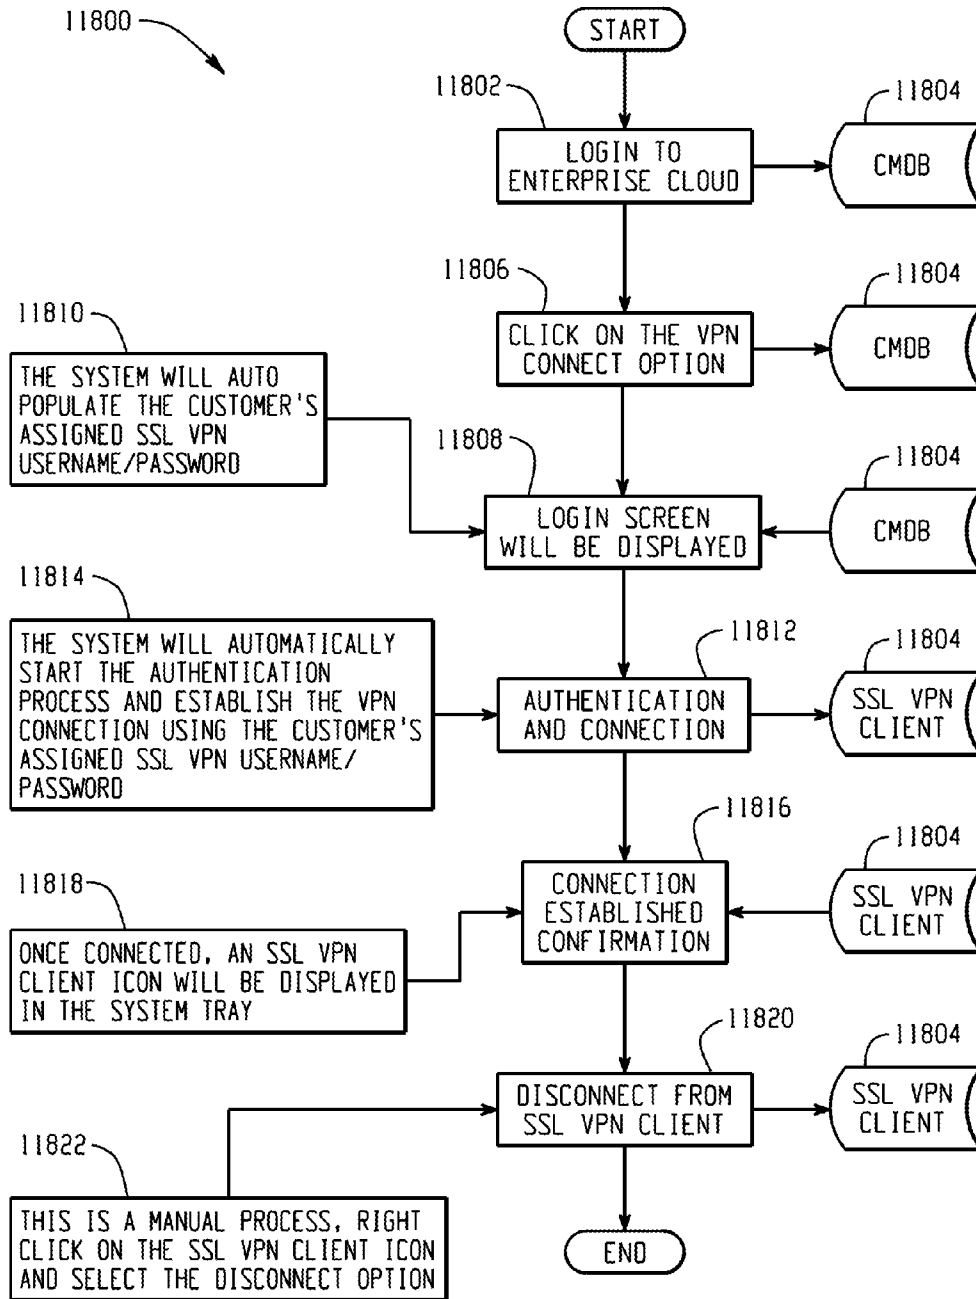 11800
START
11802
11804
LOGIN TO
ENTERPRISE CLOUD
CMDB
11806
11804
CLICK ON THE VPN
CONNECT OPTION
CMDB
11810
THE SYSTEM WILL AUTO
POPULATE THE CUSTOMER'S
ASSIGNED SSL VPN
USERNAME/PASSWORD
11808
11804
LOGIN SCREEN
WILL BE DISPLAYED
CMDB
11814
THE SYSTEM WILL AUTOMATICALLY
START THE AUTHENTICATION
PROCESS AND ESTABLISH THE VPN
CONNECTION USING THE CUSTOMER'S
ASSIGNED SSL VPN USERNAME/
PASSWORD
11812
11804
AUTHENTICATION
AND CONNECTION
SSL VPN
CLIENT
11816
11804
CONNECTION
ESTABLISHED
CONFIRMATION
SSL VPN
CLIENT
11818
ONCE CONNECTED, AN SSL VPN
CLIENT ICON WILL BE DISPLAYED
IN THE SYSTEM TRAY
11820
11804
DISCONNECT FROM
SSL VPN CLIENT
SSL VPN
CLIENT
11822
THIS IS A MANUAL PROCESS, RIGHT
CLICK ON THE SSL VPN CLIENT ICON
AND SELECT THE DISCONNECT OPTION
END